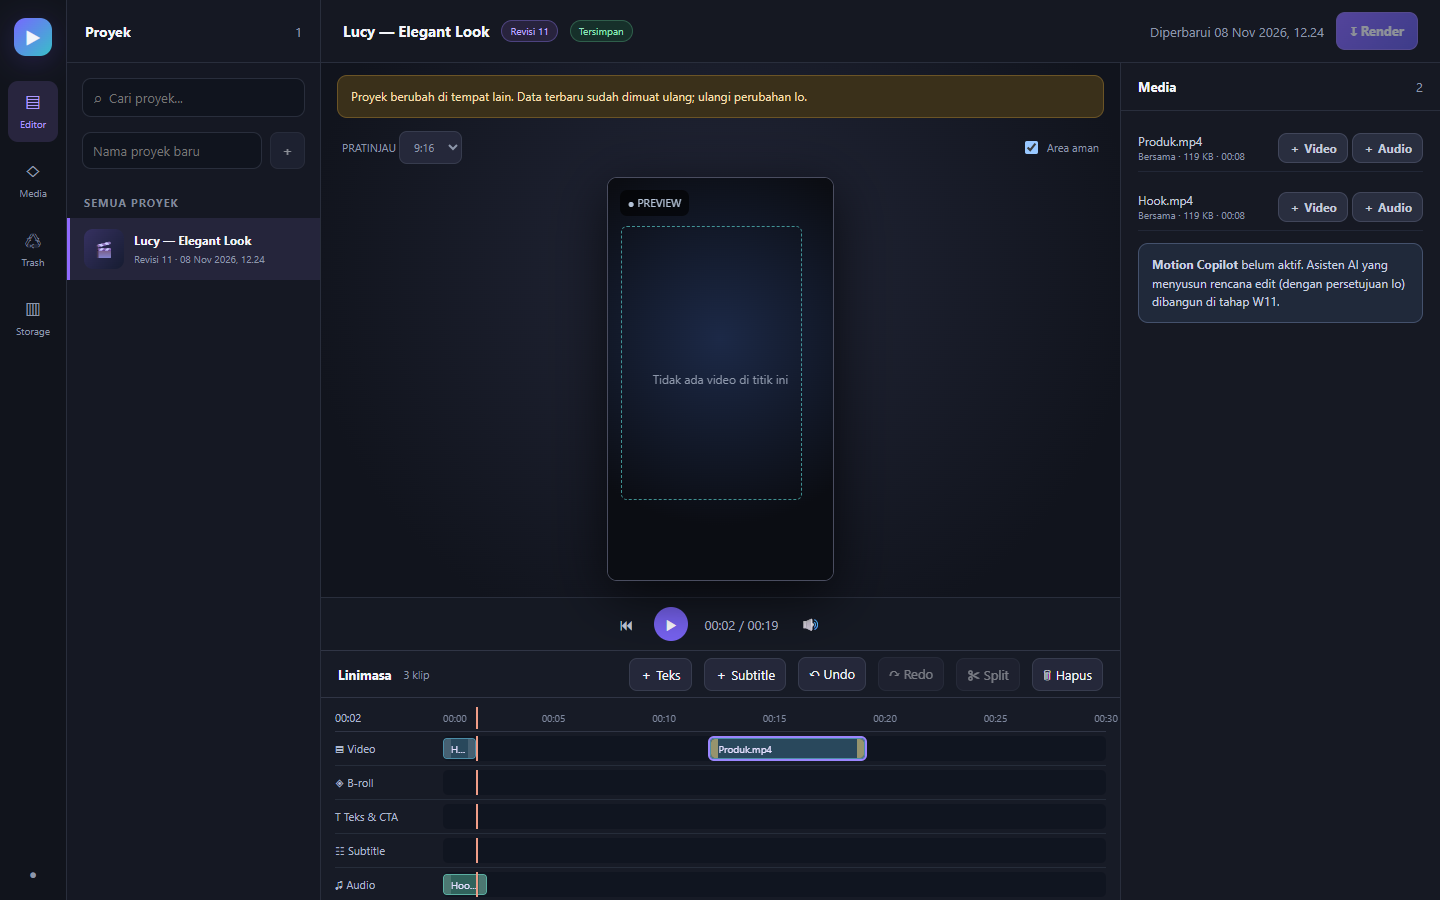 Editor
Media
Trash
Storage
Proyek
1
Cari proyek...
Nama proyek baru
+
SEMUA PROYEK
Lucy — Elegant Look
Revisi 11 · 08 Nov 2026, 12.24
Lucy — Elegant Look
Revisi 11
Tersimpan
Diperbarui 08 Nov 2026, 12.24
Render
Proyek berubah di tempat lain. Data terbaru sudah dimuat ulang; ulangi perubahan lo.
PRATINJAU
9:16
Area aman
PREVIEW
Tidak ada video di titik ini
00:02 / 00:19
Linimasa
3 klip
+ Teks
+ Subtitle
Undo
Redo
Split
Hapus
00:02
00:00
00:05
00:10
00:15
00:20
00:25
00:30
Video
H...
Produk.mp4
B-roll
T Teks & CTA
Subtitle
Audio
Hoo...
Media
2
Produk.mp4
Bersama · 119 KB · 00:08
+ Video
+ Audio
Hook.mp4
Bersama · 119 KB · 00:08
+ Video
+ Audio
Motion Copilot belum aktif. Asisten AI yang
menyusun rencana edit (dengan persetujuan lo)
dibangun di tahap W11.